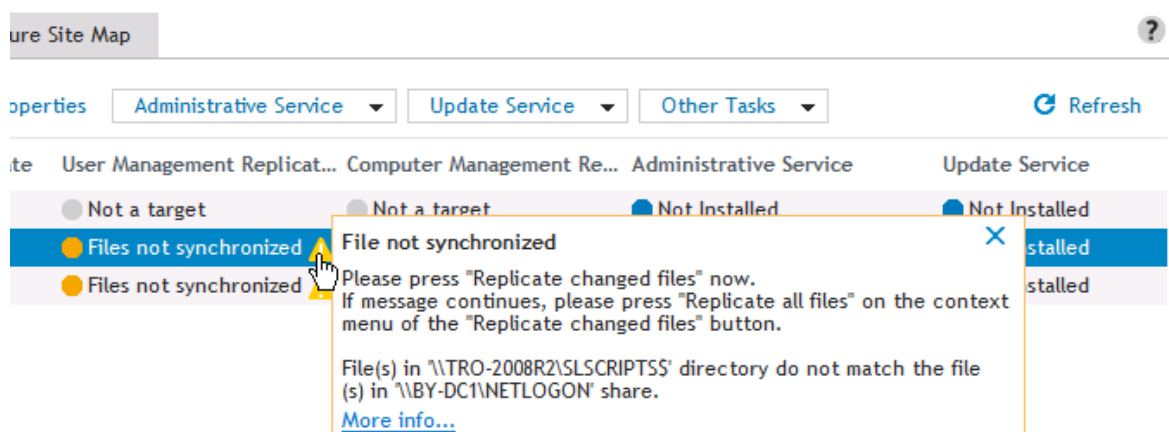 ure Site Map
?
operties Administrative Service Update Service Other Tasks Refresh
te User Management Replicat... Computer Management Re... Administrative Service Update Service
Not a target Not a target Not Installed Not Installed
Files not synchronized stalled
Files not synchronized stalled
File not synchronized
Please press "Replicate changed files" now.
If message continues, please press "Replicate all files" on the context
menu of the "Replicate changed files" button.
File(s) in '\\TRO-2008R2\SLSCRIPTS$' directory do not match the file
(s) in '\\BY-DC1\NETLOGON' share.
More info...